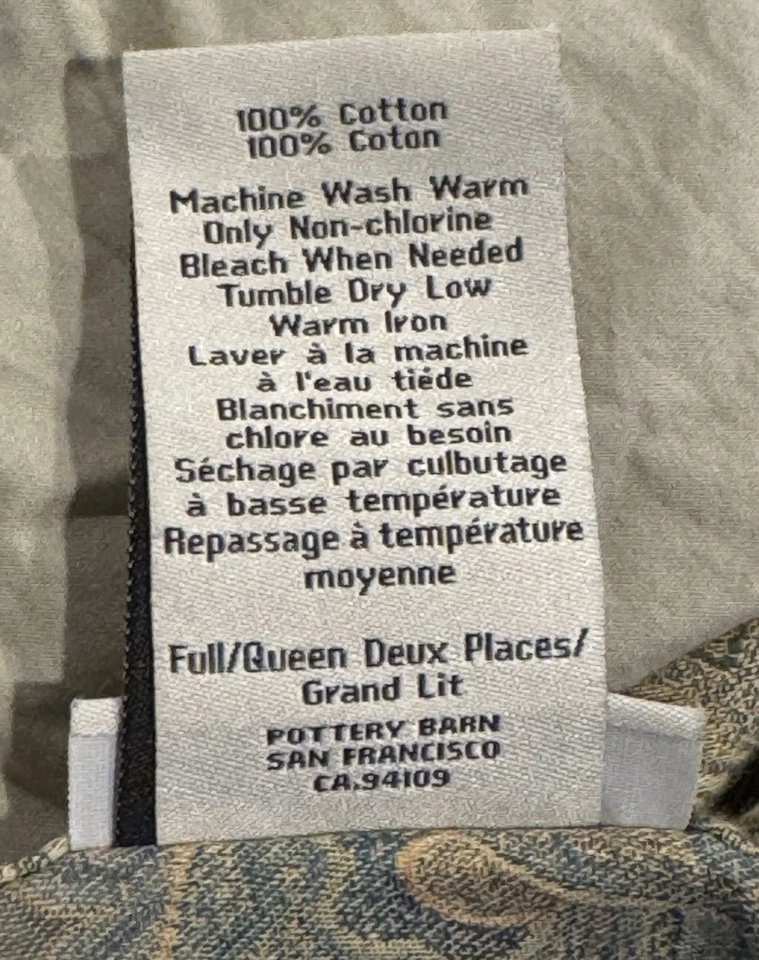 100% Cotton
100% Coton
Machine Wash Warm
Only Non-chlorine
Bleach When Needed
Tumble Dry Low
Warm Iron
Laver à la machine
à l'eau tiéde
Blanchiment sans
chlore au besoin
Séchage par culbutage
à basse température
Repassage à température
moyenne
Full/Queen Deux Places/
Grand Lit
POTTERY BARN
SAN FRANCISCO
CA.94109